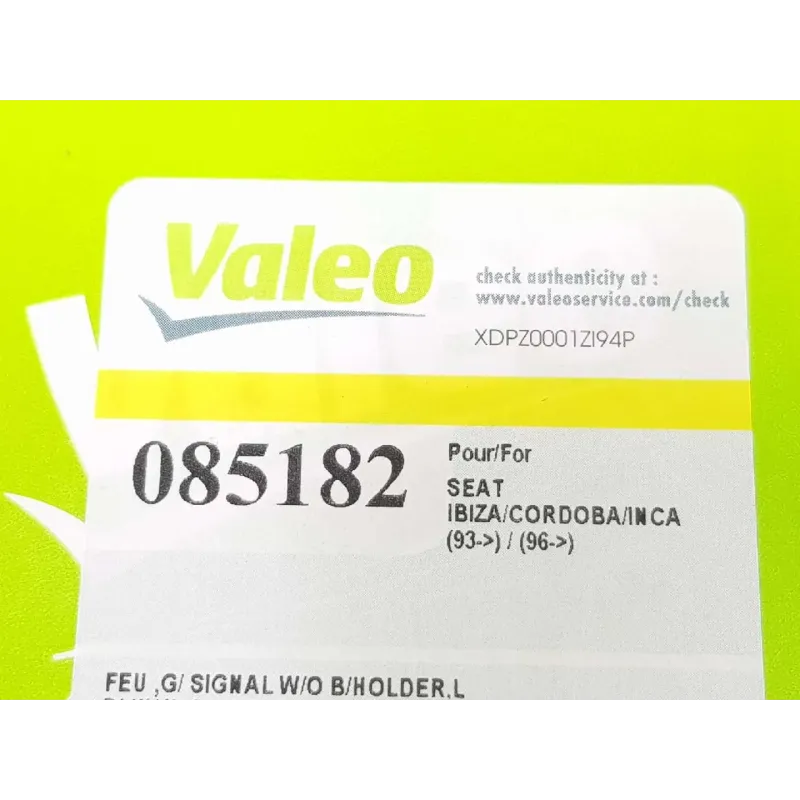 Valeo
check authenticity at :
www.valeoservice.com/check
XDPZ0001ZI94P
085182
Pour/For
SEAT
IBIZA/CORDOBA/INCA
(93->) / (96->)
FEU ,G/ SIGNAL W/O B/HOLDER,L